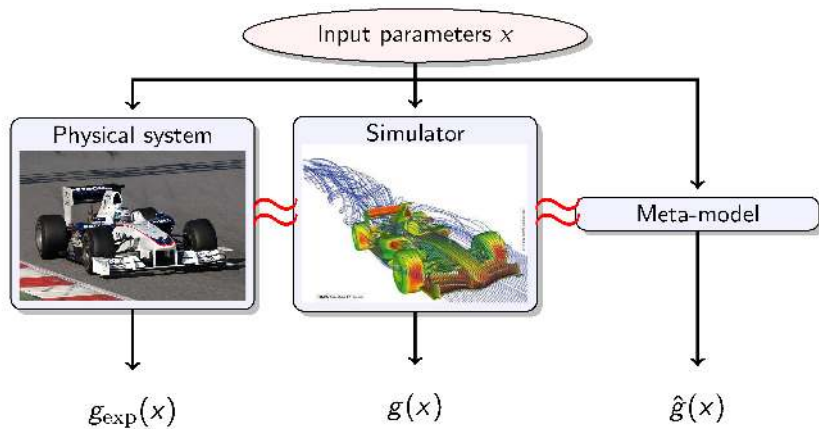 Input parameters x
Physical system
Simulator
Meta-model
g_exp(x)
g(x)
ĝ(x)